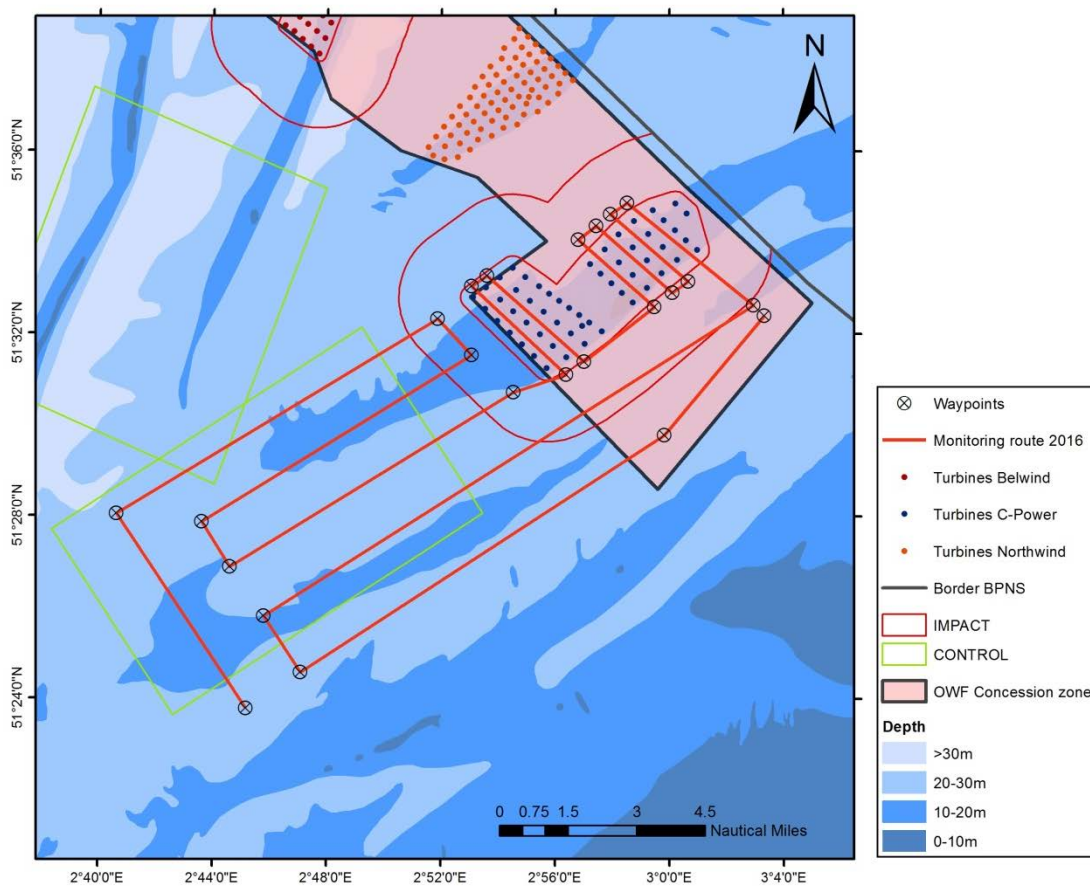 N
51°36'0"N
51°32'0"N
51°28'0"N
51°24'0"N
2°40'0"E
2°44'0"E
2°48'0"E
2°52'0"E
2°56'0"E
3°0'0"E
3°4'0"E
0 0.75 1.5 3 4.5
Nautical Miles
Waypoints
Monitoring route 2016
Turbines Belwind
Turbines C-Power
Turbines Northwind
Border BPNS
IMPACT
CONTROL
OWF Concession zone
Depth
>30m
20-30m
10-20m
0-10m